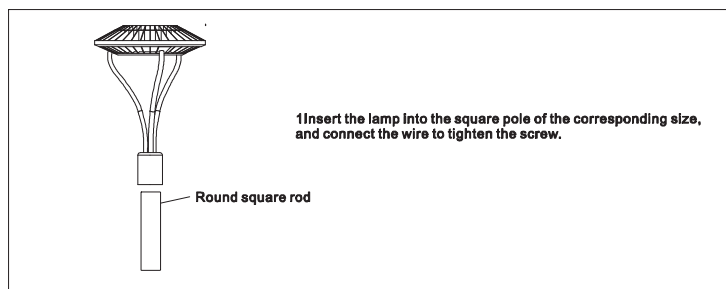 1Insert the lamp into the square pole of the corresponding size,
and connect the wire to tighten the screw.
Round square rod